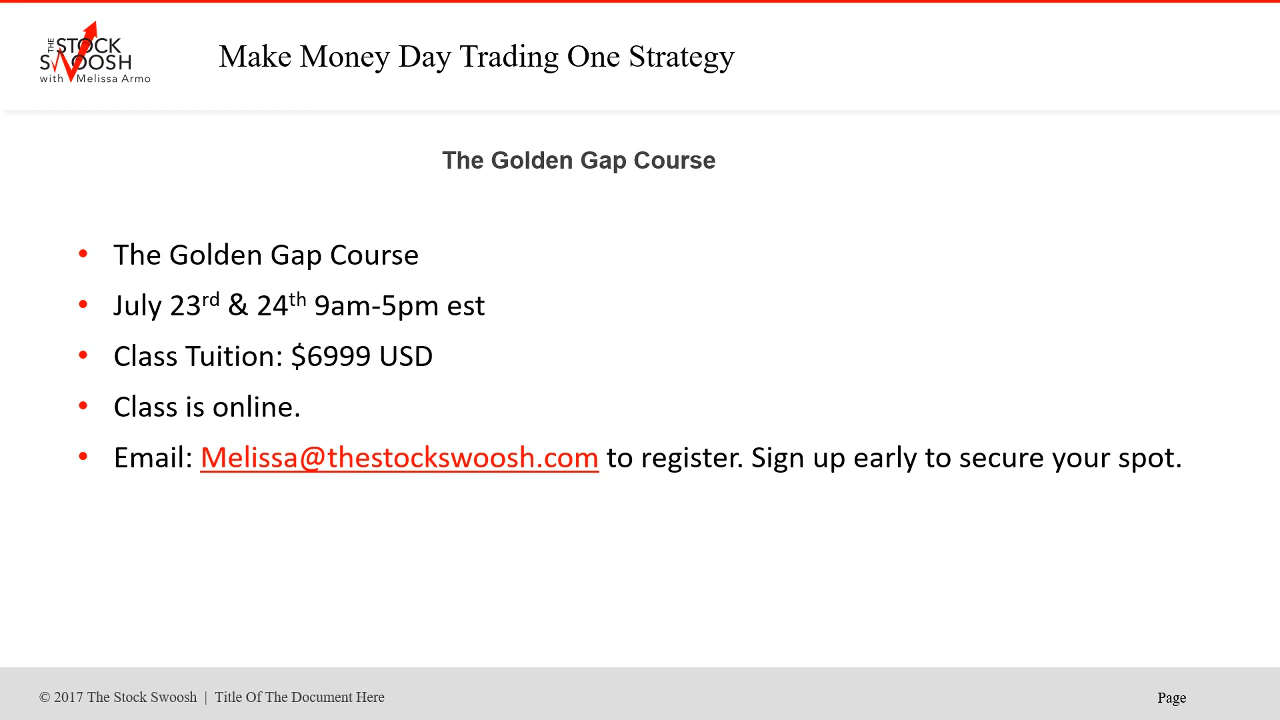 THE STOCK
SWOOSH
with Melissa Armo
Make Money Day Trading One Strategy
The Golden Gap Course
• The Golden Gap Course
• July 23rd & 24th 9am-5pm est
• Class Tuition: $6999 USD
• Class is online.
• Email: Melissa@thestockswoosh.com to register. Sign up early to secure your spot.
© 2017 The Stock Swoosh | Title Of The Document Here
Page